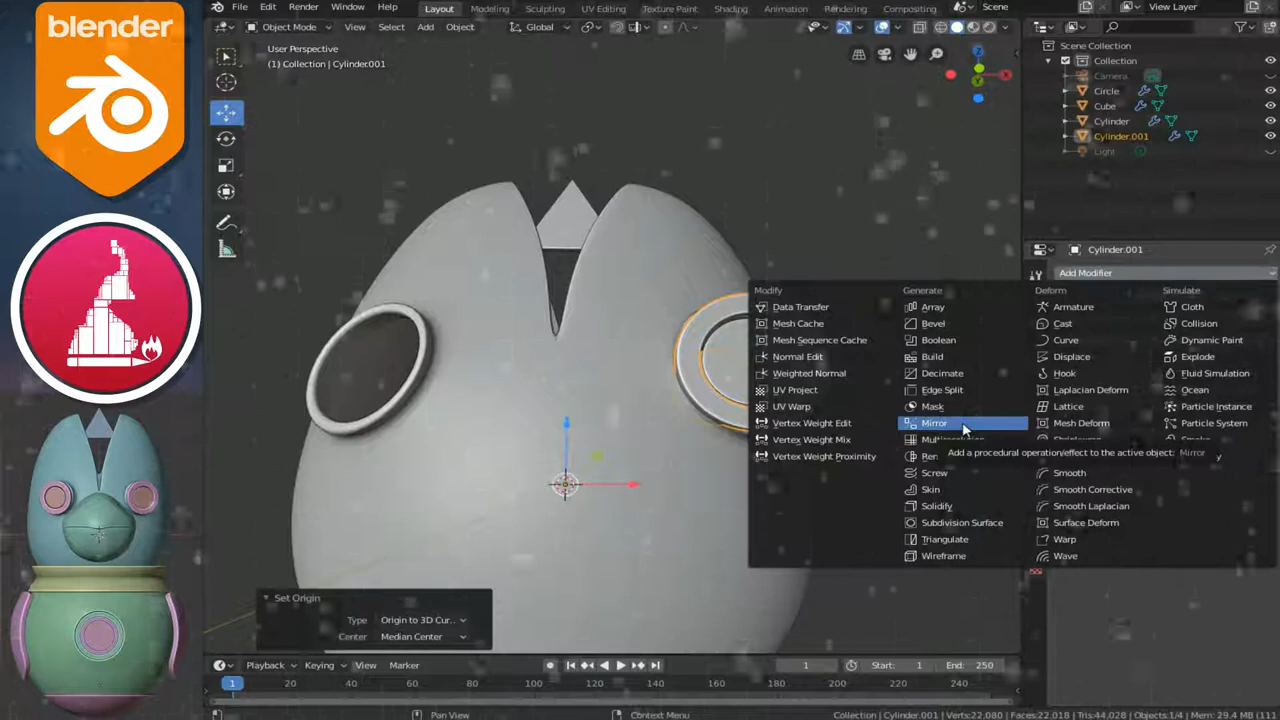 blender
File Edit Render Window Help Layout Modeling Sculpting UV Editing Texture Paint Shading Animation Rendering Compositing Scene View Layer
Object Mode View Select Add Object Global
User Perspective
(1) Collection | Cylinder001
Scene Collection
Collection
Camera
Circle
Cube
Cylinder
Cylinder.001
Light
Cylinder.001
Add Modifier
Modify Generate Deform Simulate
Data Transfer Array Armature Cloth
Mesh Cache Bevel Cast Collision
Mesh Sequence Cache Boolean Curve Dynamic Paint
Normal Edit Build Displace Explode
Weighted Normal Decimate Hook Fluid Simulation
UV Project Edge Split Laplacian Deform Ocean
UV Warp Mask Lattice Particle Instance
Vertex Weight Edit Mirror Mesh Deform Particle System
Vertex Weight Mix
Vertex Weight Proximity Add a procedural operation/effect to the active object: Mirror
Screw Smooth
Skin Smooth Corrective
Solidify Smooth Laplacian
Subdivision Surface Surface Deform
Triangulate Warp
Wireframe Wave
Set Origin
Type Origin to 3D Cur..
Center Median Center
Playback Keying View Marker 1 Start: 1 End: 250
1 20 40 60 80 100 120 140 160 180 200 220 240
Pan View Context Menu Collection | Cylinder.001 | Verts:22,080 | Faces:22,018 | Tris:44,028 | Objects:1/4 | Mem: 29.4 MB